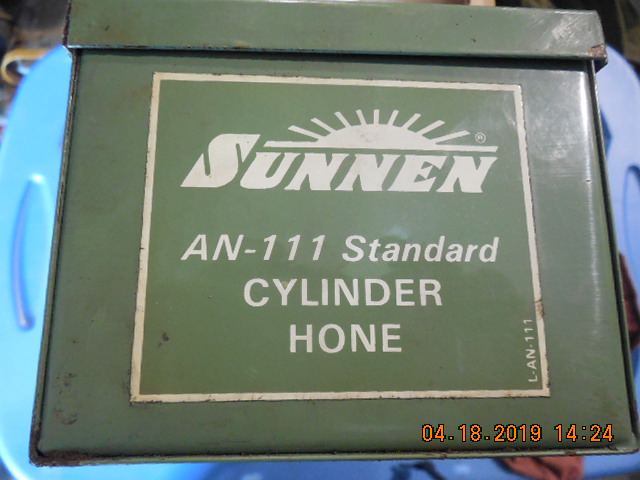 SUNNEN®
AN-111 Standard
CYLINDER
HONE
L-AN-111
04.18.2019 14:24